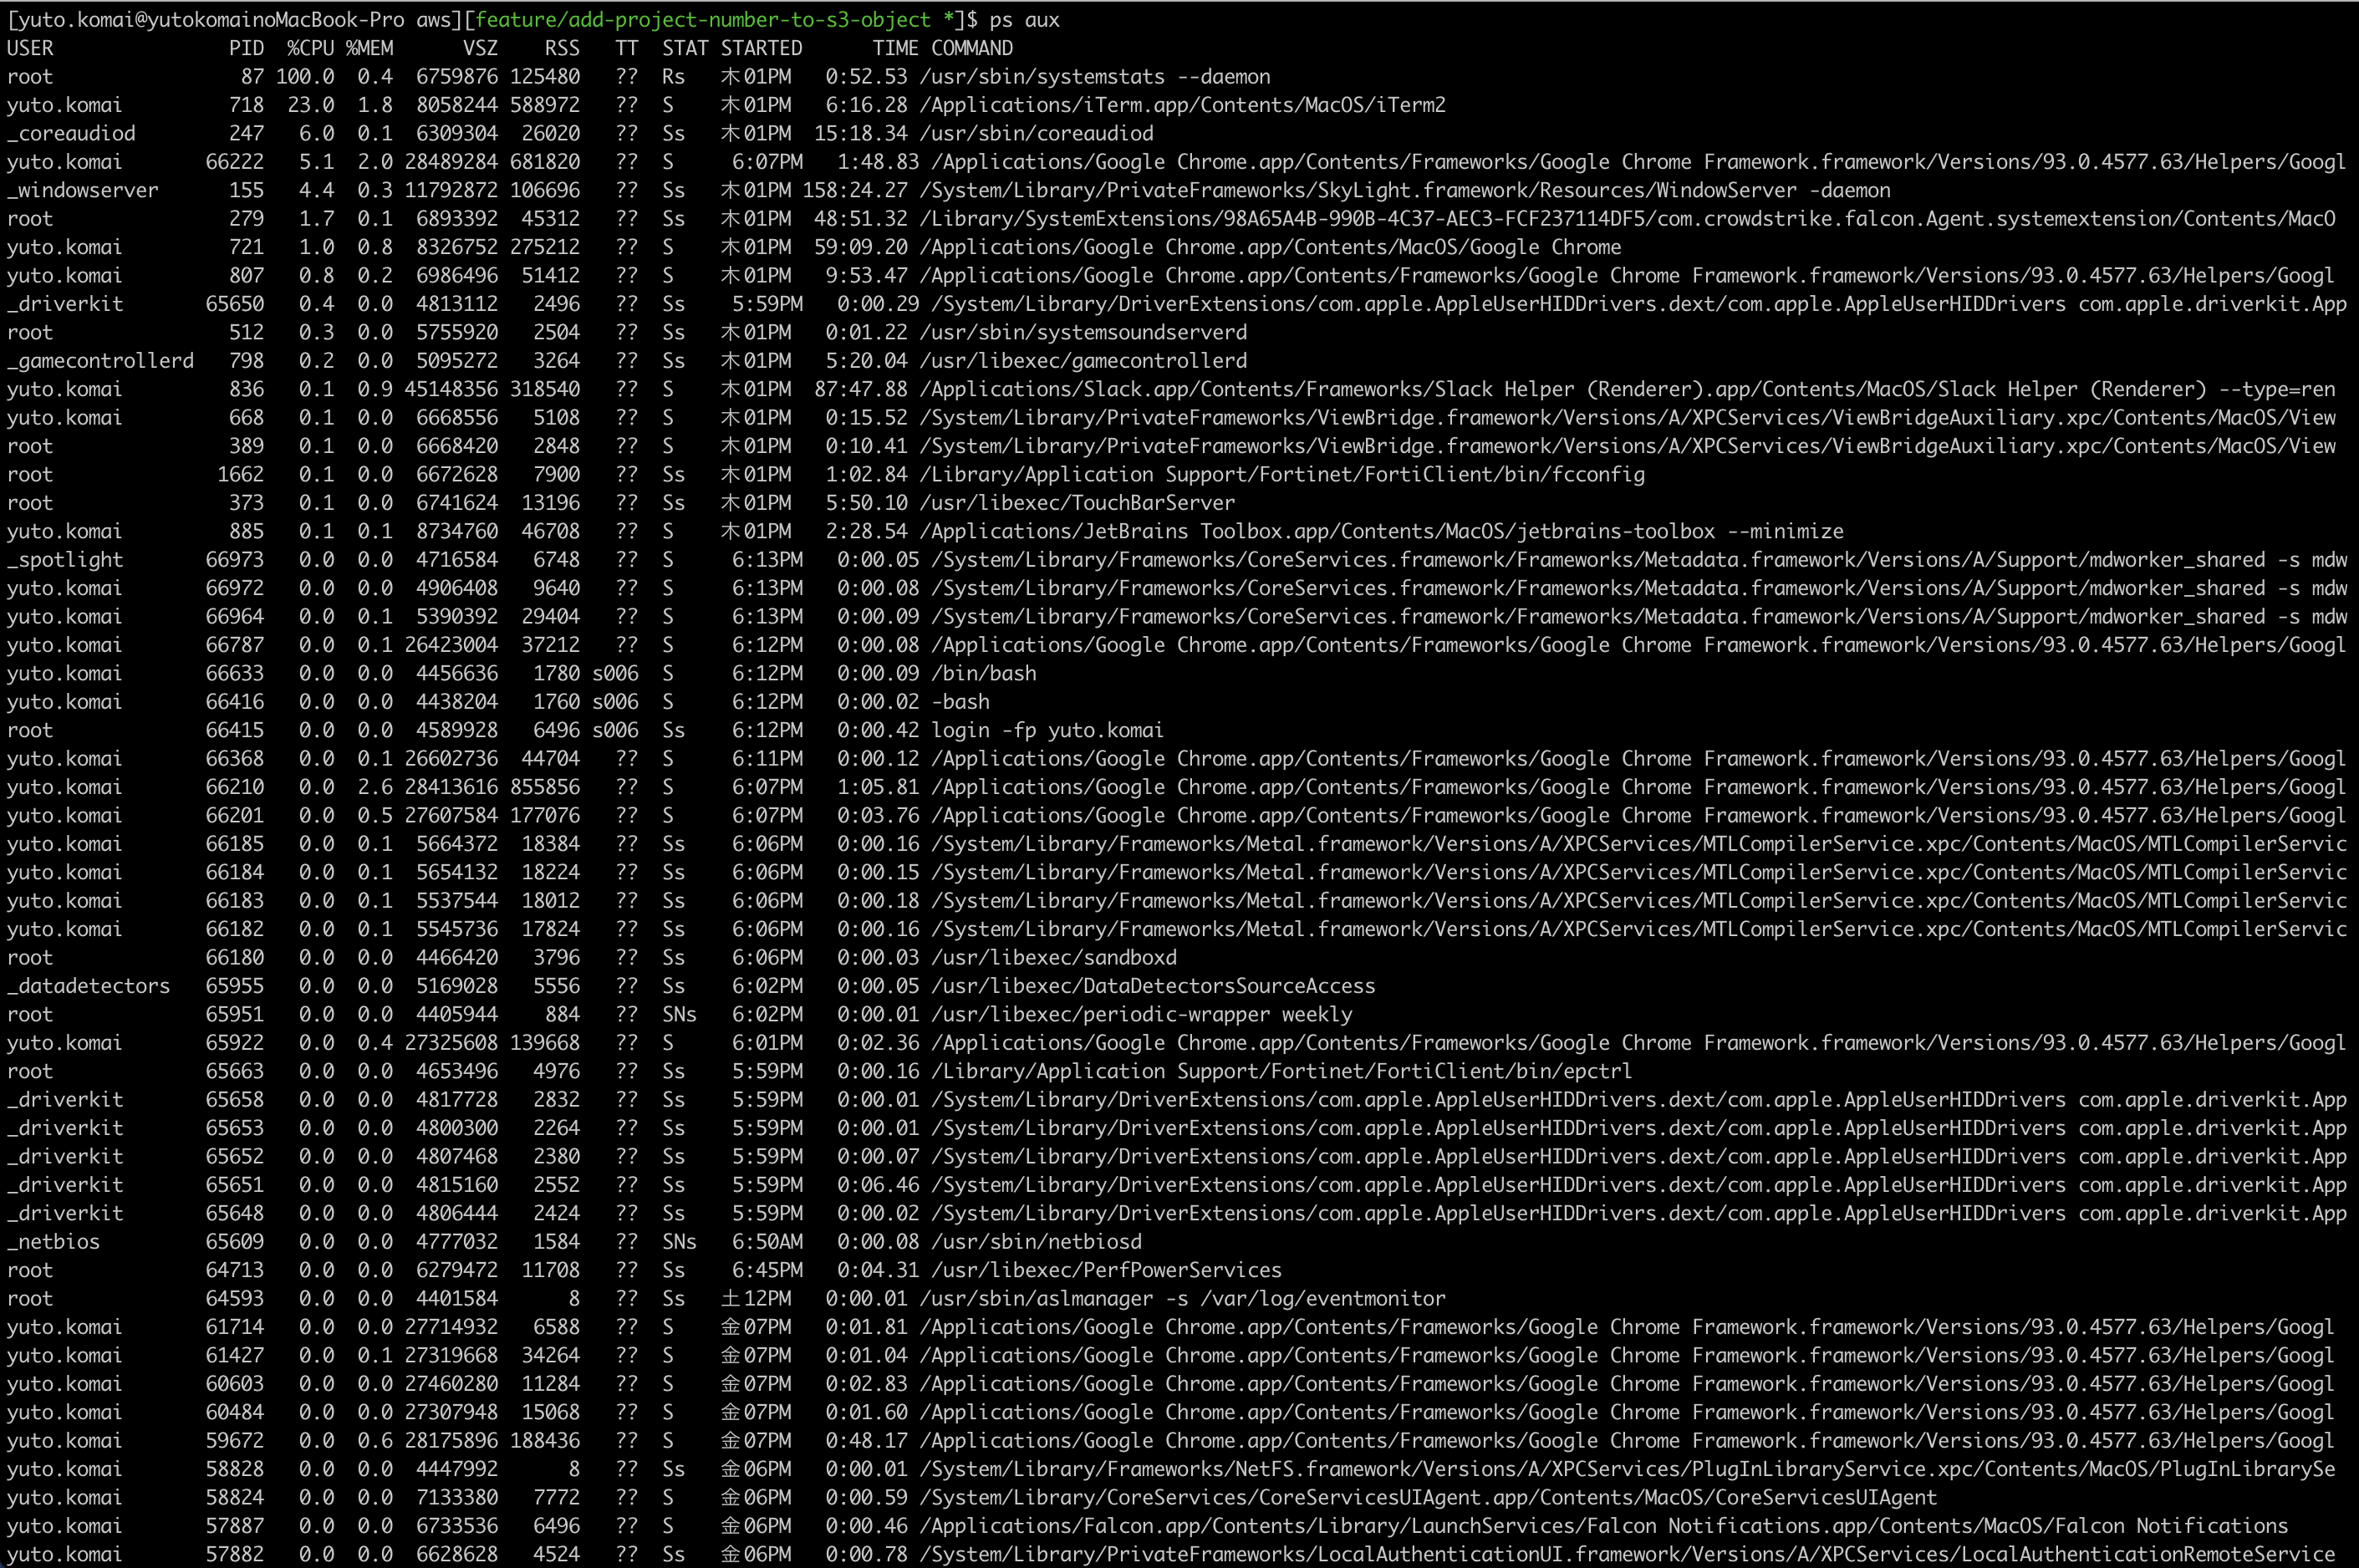 [yuto.komai@yutokomainoMacBook-Pro aws][feature/add-project-number-to-s3-object *]$ ps aux
USER PID %CPU %MEM VSZ RSS TT STAT STARTED TIME COMMAND
root 87 100.0 0.4 6759876 125480 ?? Rs 木01PM 0:52.53 /usr/sbin/systemstats --daemon
yuto.komai 718 23.0 1.8 8058244 588972 ?? S 木01PM 6:16.28 /Applications/iTerm.app/Contents/MacOS/iTerm2
_coreaudiod 247 6.0 0.1 6309304 26020 ?? Ss 木01PM 15:18.34 /usr/sbin/coreaudiod
yuto.komai 66222 5.1 2.0 28489284 681820 ?? S 6:07PM 1:48.83 /Applications/Google Chrome.app/Contents/Frameworks/Google Chrome Framework.framework/Versions/93.0.4577.63/Helpers/Googl
_windowserver 155 4.4 0.3 11792872 106696 ?? Ss 木01PM 158:24.27 /System/Library/PrivateFrameworks/SkyLight.framework/Resources/WindowServer -daemon
root 279 1.7 0.1 6893392 45312 ?? Ss 木01PM 48:51.32 /Library/SystemExtensions/98A65A4B-990B-4C37-AEC3-FCF237114DF5/com.crowdstrike.falcon.Agent.systemextension/Contents/MacO
yuto.komai 721 1.0 0.8 8326752 275212 ?? S 木01PM 59:09.20 /Applications/Google Chrome.app/Contents/MacOS/Google Chrome
yuto.komai 807 0.8 0.2 6986496 51412 ?? S 木01PM 9:53.47 /Applications/Google Chrome.app/Contents/Frameworks/Google Chrome Framework.framework/Versions/93.0.4577.63/Helpers/Googl
_driverkit 65650 0.4 0.0 4813112 2496 ?? Ss 5:59PM 0:00.29 /System/Library/DriverExtensions/com.apple.AppleUserHIDDrivers.dext/com.apple.AppleUserHIDDrivers com.apple.driverkit.App
root 512 0.3 0.0 5755920 2504 ?? Ss 木01PM 0:01.22 /usr/sbin/systemsoundserverd
_gamecontrollerd 798 0.2 0.0 5095272 3264 ?? Ss 木01PM 5:20.04 /usr/libexec/gamecontrollerd
yuto.komai 836 0.1 0.9 45148356 318540 ?? S 木01PM 87:47.88 /Applications/Slack.app/Contents/Frameworks/Slack Helper (Renderer).app/Contents/MacOS/Slack Helper (Renderer) --type=ren
yuto.komai 668 0.1 0.0 6668556 5108 ?? S 木01PM 0:15.52 /System/Library/PrivateFrameworks/ViewBridge.framework/Versions/A/XPCServices/ViewBridgeAuxiliary.xpc/Contents/MacOS/View
root 389 0.1 0.0 6668420 2848 ?? S 木01PM 0:10.41 /System/Library/PrivateFrameworks/ViewBridge.framework/Versions/A/XPCServices/ViewBridgeAuxiliary.xpc/Contents/MacOS/View
root 1662 0.1 0.0 6672628 7900 ?? Ss 木01PM 1:02.84 /Library/Application Support/Fortinet/FortiClient/bin/fcconfig
root 373 0.1 0.0 6741624 13196 ?? Ss 木01PM 5:50.10 /usr/libexec/TouchBarServer
yuto.komai 885 0.1 0.1 8734760 46708 ?? S 木01PM 2:28.54 /Applications/JetBrains Toolbox.app/Contents/MacOS/jetbrains-toolbox --minimize
_spotlight 66973 0.0 0.0 4716584 6748 ?? S 6:13PM 0:00.05 /System/Library/Frameworks/CoreServices.framework/Frameworks/Metadata.framework/Versions/A/Support/mdworker_shared -s mdw
yuto.komai 66972 0.0 0.0 4906408 9640 ?? S 6:13PM 0:00.08 /System/Library/Frameworks/CoreServices.framework/Frameworks/Metadata.framework/Versions/A/Support/mdworker_shared -s mdw
yuto.komai 66964 0.0 0.1 5390392 29404 ?? S 6:13PM 0:00.09 /System/Library/Frameworks/CoreServices.framework/Frameworks/Metadata.framework/Versions/A/Support/mdworker_shared -s mdw
yuto.komai 66787 0.0 0.1 26423004 37212 ?? S 6:12PM 0:00.08 /Applications/Google Chrome.app/Contents/Frameworks/Google Chrome Framework.framework/Versions/93.0.4577.63/Helpers/Googl
yuto.komai 66633 0.0 0.0 4456636 1780 s006 S 6:12PM 0:00.09 /bin/bash
yuto.komai 66416 0.0 0.0 4438204 1760 s006 S 6:12PM 0:00.02 -bash
root 66415 0.0 0.0 4589928 6496 s006 Ss 6:12PM 0:00.42 login -fp yuto.komai
yuto.komai 66368 0.0 0.1 26602736 44704 ?? S 6:11PM 0:00.12 /Applications/Google Chrome.app/Contents/Frameworks/Google Chrome Framework.framework/Versions/93.0.4577.63/Helpers/Googl
yuto.komai 66210 0.0 2.6 28413616 855856 ?? S 6:07PM 1:05.81 /Applications/Google Chrome.app/Contents/Frameworks/Google Chrome Framework.framework/Versions/93.0.4577.63/Helpers/Googl
yuto.komai 66201 0.0 0.5 27607584 177076 ?? S 6:07PM 0:03.76 /Applications/Google Chrome.app/Contents/Frameworks/Google Chrome Framework.framework/Versions/93.0.4577.63/Helpers/Googl
yuto.komai 66185 0.0 0.1 5664372 18384 ?? Ss 6:06PM 0:00.16 /System/Library/Frameworks/Metal.framework/Versions/A/XPCServices/MTLCompilerService.xpc/Contents/MacOS/MTLCompilerServic
yuto.komai 66184 0.0 0.1 5654132 18224 ?? Ss 6:06PM 0:00.15 /System/Library/Frameworks/Metal.framework/Versions/A/XPCServices/MTLCompilerService.xpc/Contents/MacOS/MTLCompilerServic
yuto.komai 66183 0.0 0.1 5537544 18012 ?? Ss 6:06PM 0:00.18 /System/Library/Frameworks/Metal.framework/Versions/A/XPCServices/MTLCompilerService.xpc/Contents/MacOS/MTLCompilerServic
yuto.komai 66182 0.0 0.1 5545736 17824 ?? Ss 6:06PM 0:00.16 /System/Library/Frameworks/Metal.framework/Versions/A/XPCServices/MTLCompilerService.xpc/Contents/MacOS/MTLCompilerServic
root 66180 0.0 0.0 4466420 3796 ?? Ss 6:06PM 0:00.03 /usr/libexec/sandboxd
_datadetectors 65955 0.0 0.0 5169028 5556 ?? Ss 6:02PM 0:00.05 /usr/libexec/DataDetectorsSourceAccess
root 65951 0.0 0.0 4405944 884 ?? SNs 6:02PM 0:00.01 /usr/libexec/periodic-wrapper weekly
yuto.komai 65922 0.0 0.4 27325608 139668 ?? S 6:01PM 0:02.36 /Applications/Google Chrome.app/Contents/Frameworks/Google Chrome Framework.framework/Versions/93.0.4577.63/Helpers/Googl
root 65663 0.0 0.0 4653496 4976 ?? Ss 5:59PM 0:00.16 /Library/Application Support/Fortinet/FortiClient/bin/epctrl
_driverkit 65658 0.0 0.0 4817728 2832 ?? Ss 5:59PM 0:00.01 /System/Library/DriverExtensions/com.apple.AppleUserHIDDrivers.dext/com.apple.AppleUserHIDDrivers com.apple.driverkit.App
_driverkit 65653 0.0 0.0 4800300 2264 ?? Ss 5:59PM 0:00.01 /System/Library/DriverExtensions/com.apple.AppleUserHIDDrivers.dext/com.apple.AppleUserHIDDrivers com.apple.driverkit.App
_driverkit 65652 0.0 0.0 4807468 2380 ?? Ss 5:59PM 0:00.07 /System/Library/DriverExtensions/com.apple.AppleUserHIDDrivers.dext/com.apple.AppleUserHIDDrivers com.apple.driverkit.App
_driverkit 65651 0.0 0.0 4815160 2552 ?? Ss 5:59PM 0:06.46 /System/Library/DriverExtensions/com.apple.AppleUserHIDDrivers.dext/com.apple.AppleUserHIDDrivers com.apple.driverkit.App
_driverkit 65648 0.0 0.0 4806444 2424 ?? Ss 5:59PM 0:00.02 /System/Library/DriverExtensions/com.apple.AppleUserHIDDrivers.dext/com.apple.AppleUserHIDDrivers com.apple.driverkit.App
_netbios 65609 0.0 0.0 4777032 1584 ?? SNs 6:50AM 0:00.08 /usr/sbin/netbiosd
root 64713 0.0 0.0 6279472 11708 ?? Ss 6:45PM 0:04.31 /usr/libexec/PerfPowerServices
root 64593 0.0 0.0 4401584 8 ?? Ss 土12PM 0:00.01 /usr/sbin/aslmanager -s /var/log/eventmonitor
yuto.komai 61714 0.0 0.0 27714932 6588 ?? S 金07PM 0:01.81 /Applications/Google Chrome.app/Contents/Frameworks/Google Chrome Framework.framework/Versions/93.0.4577.63/Helpers/Googl
yuto.komai 61427 0.0 0.1 27319668 34264 ?? S 金07PM 0:01.04 /Applications/Google Chrome.app/Contents/Frameworks/Google Chrome Framework.framework/Versions/93.0.4577.63/Helpers/Googl
yuto.komai 60603 0.0 0.0 27460280 11284 ?? S 金07PM 0:02.83 /Applications/Google Chrome.app/Contents/Frameworks/Google Chrome Framework.framework/Versions/93.0.4577.63/Helpers/Googl
yuto.komai 60484 0.0 0.0 27307948 15068 ?? S 金07PM 0:01.60 /Applications/Google Chrome.app/Contents/Frameworks/Google Chrome Framework.framework/Versions/93.0.4577.63/Helpers/Googl
yuto.komai 59672 0.0 0.6 28175896 188436 ?? S 金07PM 0:48.17 /Applications/Google Chrome.app/Contents/Frameworks/Google Chrome Framework.framework/Versions/93.0.4577.63/Helpers/Googl
yuto.komai 58828 0.0 0.0 4447992 8 ?? Ss 金06PM 0:00.01 /System/Library/Frameworks/NetFS.framework/Versions/A/XPCServices/PlugInLibraryService.xpc/Contents/MacOS/PlugInLibrarySe
yuto.komai 58824 0.0 0.0 7133380 7772 ?? S 金06PM 0:00.59 /System/Library/CoreServices/CoreServicesUIAgent.app/Contents/MacOS/CoreServicesUIAgent
yuto.komai 57887 0.0 0.0 6733536 6496 ?? S 金06PM 0:00.46 /Applications/Falcon.app/Contents/Library/LaunchServices/Falcon Notifications.app/Contents/MacOS/Falcon Notifications
yuto.komai 57882 0.0 0.0 6628628 4524 ?? Ss 金06PM 0:00.78 /System/Library/PrivateFrameworks/LocalAuthenticationUI.framework/Versions/A/XPCServices/LocalAuthenticationRemoteService